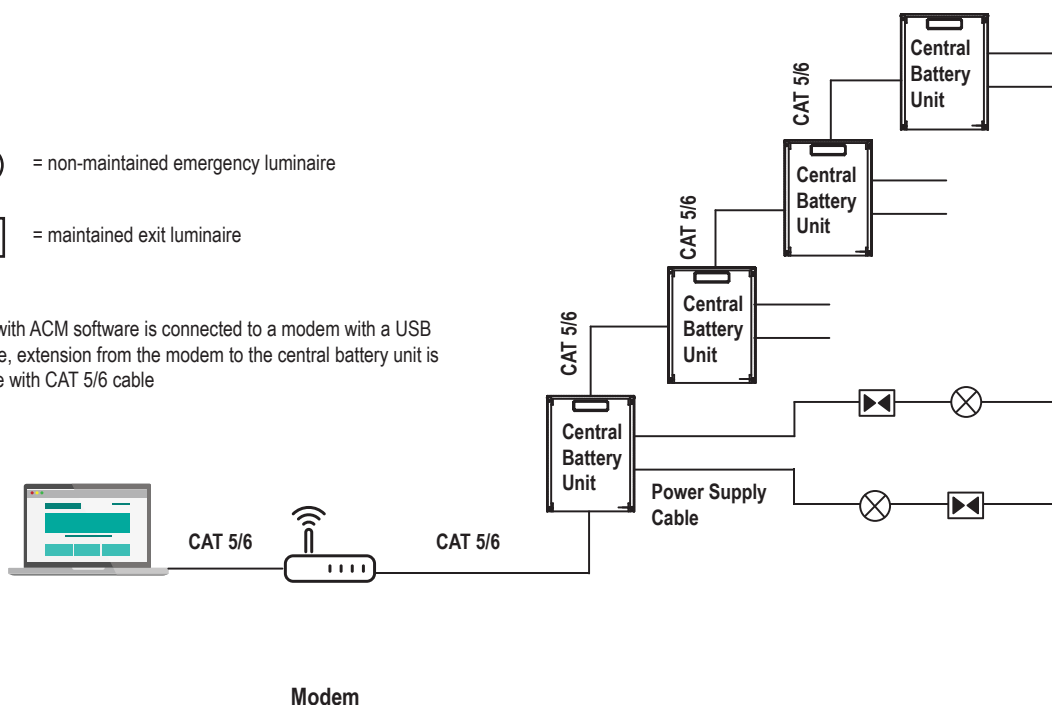 Central
Battery
Unit
CAT 5/6
= non-maintained emergency luminaire
Central
Battery
Unit
CAT 5/6
= maintained exit luminaire
Central
Battery
Unit
CAT 5/6
with ACM software is connected to a modem with a USB
e, extension from the modem to the central battery unit is
e with CAT 5/6 cable
Central
Battery
Unit
Power Supply
Cable
CAT 5/6
CAT 5/6
Modem